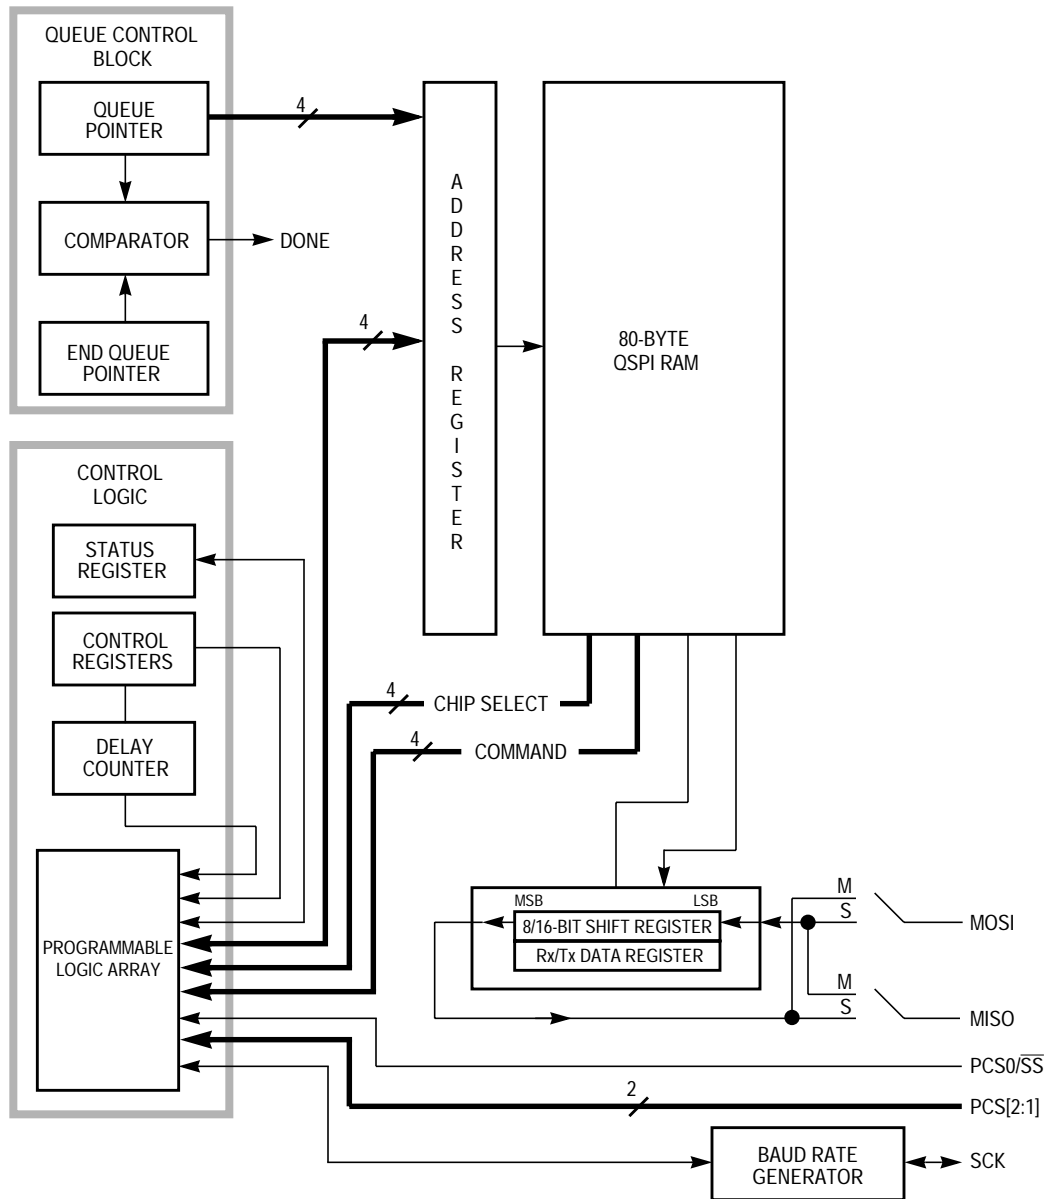 QUEUE CONTROL
BLOCK
QUEUE
POINTER
4
COMPARATOR
DONE
END QUEUE
POINTER
4
ADDRESS REGISTER
80-BYTE
QSPI RAM
CONTROL
LOGIC
STATUS
REGISTER
CONTROL
REGISTERS
DELAY
COUNTER
4
CHIP SELECT
4
COMMAND
PROGRAMMABLE
LOGIC ARRAY
MSB
LSB
8/16-BIT SHIFT REGISTER
Rx/Tx DATA REGISTER
M
S
MOSI
M
S
MISO
PCS0/S̅S̅
2
PCS[2:1]
BAUD RATE
GENERATOR
SCK